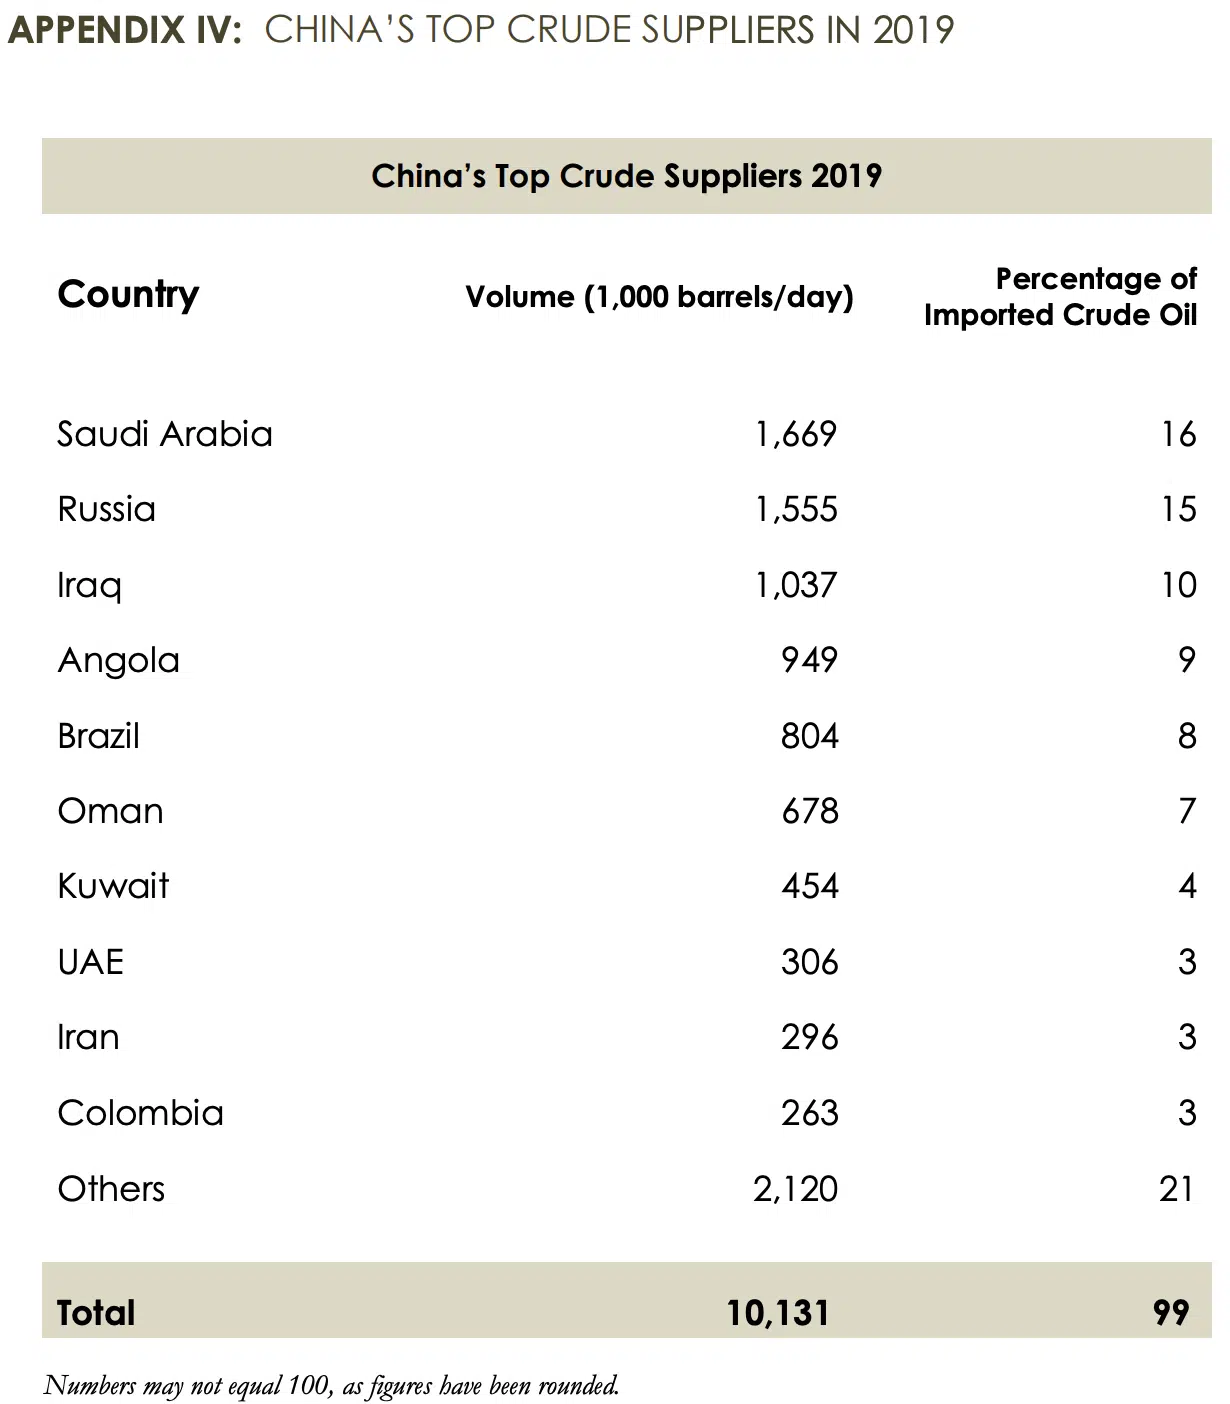 APPENDIX IV: CHINA’S TOP CRUDE SUPPLIERS IN 2019
China’s Top Crude Suppliers 2019
Country Volume (1,000 barrels/day) Percentage of
Imported Crude Oil
Saudi Arabia 1,669 16
Russia 1,555 15
Iraq 1,037 10
Angola 949 9
Brazil 804 8
Oman 678 7
Kuwait 454 4
UAE 306 3
Iran 296 3
Colombia 263 3
Others 2,120 21
Total 10,131 99
Numbers may not equal 100, as figures have been rounded.